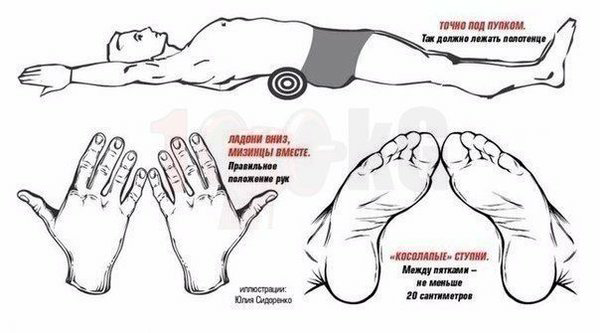 ТОЧНО ПОД ПУПКОМ.
Так должно лежать полотенце
ЛАДОНИ ВНИЗ,
МИЗИНЦЫ ВМЕСТЕ.
Правильное
положение рук
«КОСОЛАПЫЕ» СТУПНИ.
Между пятками –
не меньше
20 сантиметров
иллюстрации:
Юлия Сидоренко